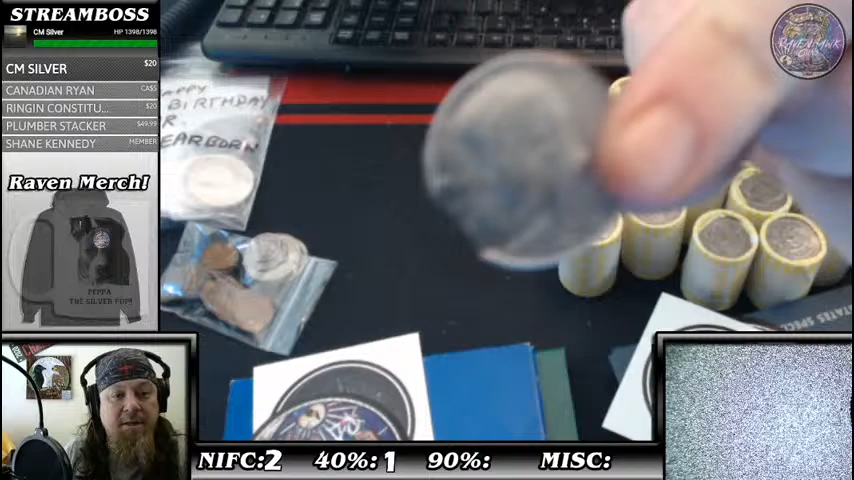 STREAMBOSS
CM Silver
HP 1398/1398
CM SILVER
$20
CANADIAN RYAN
CA$5
RINGIN CONSTITU...
$20
PLUMBER STACKER
$49.99
SHANE KENNEDY
MEMBER
Raven Merch!
PEPPA
THE SILVER PUP!
APPY
BIRTHDAY
R.
EARBORN
NIFC:2
40%:1
90%:
MISC: